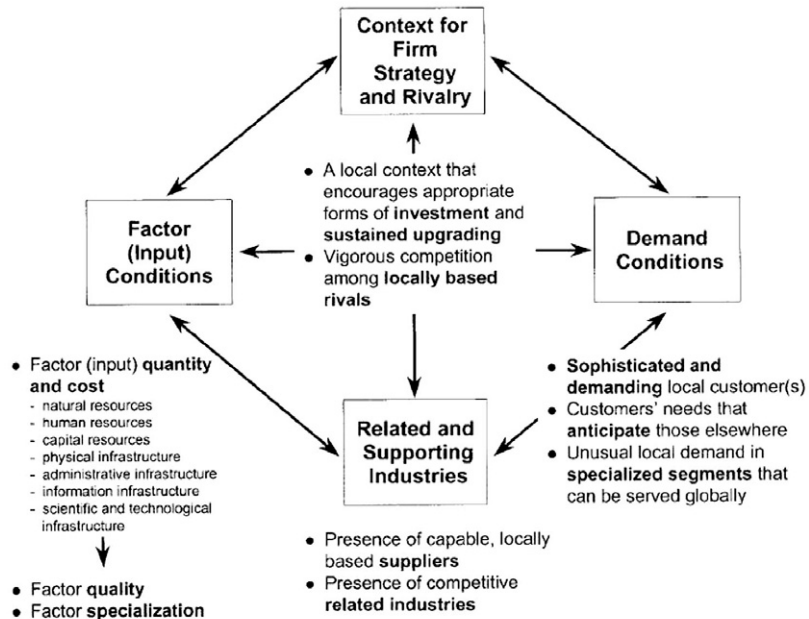 Context for
Firm
Strategy
and Rivalry
● A local context that
encourages appropriate
forms of investment and
sustained upgrading
● Vigorous competition
among locally based
rivals
Factor
(Input)
Conditions
Demand
Conditions
● Factor (input) quantity
and cost
- natural resources
- human resources
- capital resources
- physical infrastructure
- administrative infrastructure
- information infrastructure
- scientific and technological
infrastructure
● Factor quality
● Factor specialization
Related and
Supporting
Industries
● Presence of capable, locally
based suppliers
● Presence of competitive
related industries
● Sophisticated and
demanding local customer(s)
● Customers' needs that
anticipate those elsewhere
● Unusual local demand in
specialized segments that
can be served globally